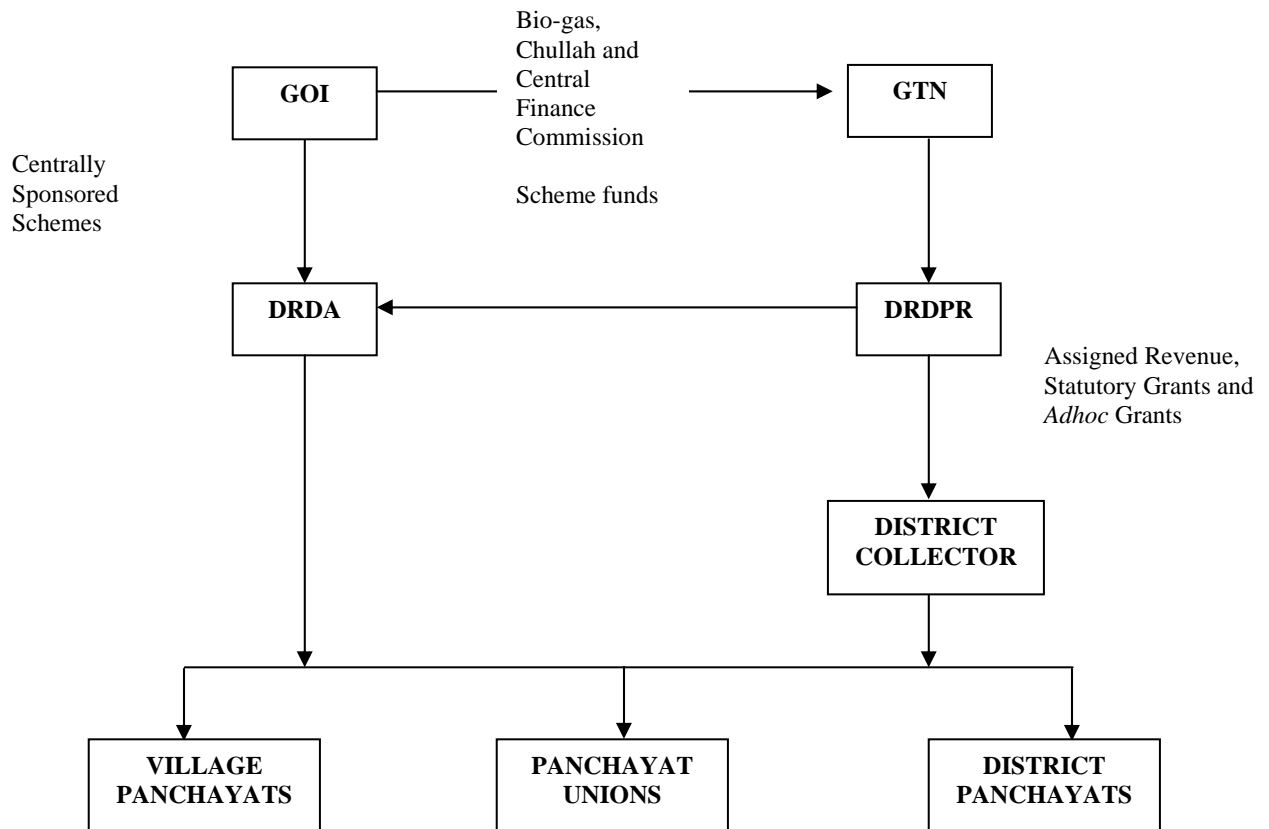 Bio-gas,
Chullah and
Central
Finance
Commission
Scheme funds
GOI
GTN
Centrally
Sponsored
Schemes
DRDA
DRDPR
Assigned Revenue,
Statutory Grants and
Adhoc Grants
DISTRICT
COLLECTOR
VILLAGE
PANCHAYATS
PANCHAYAT
UNIONS
DISTRICT
PANCHAYATS